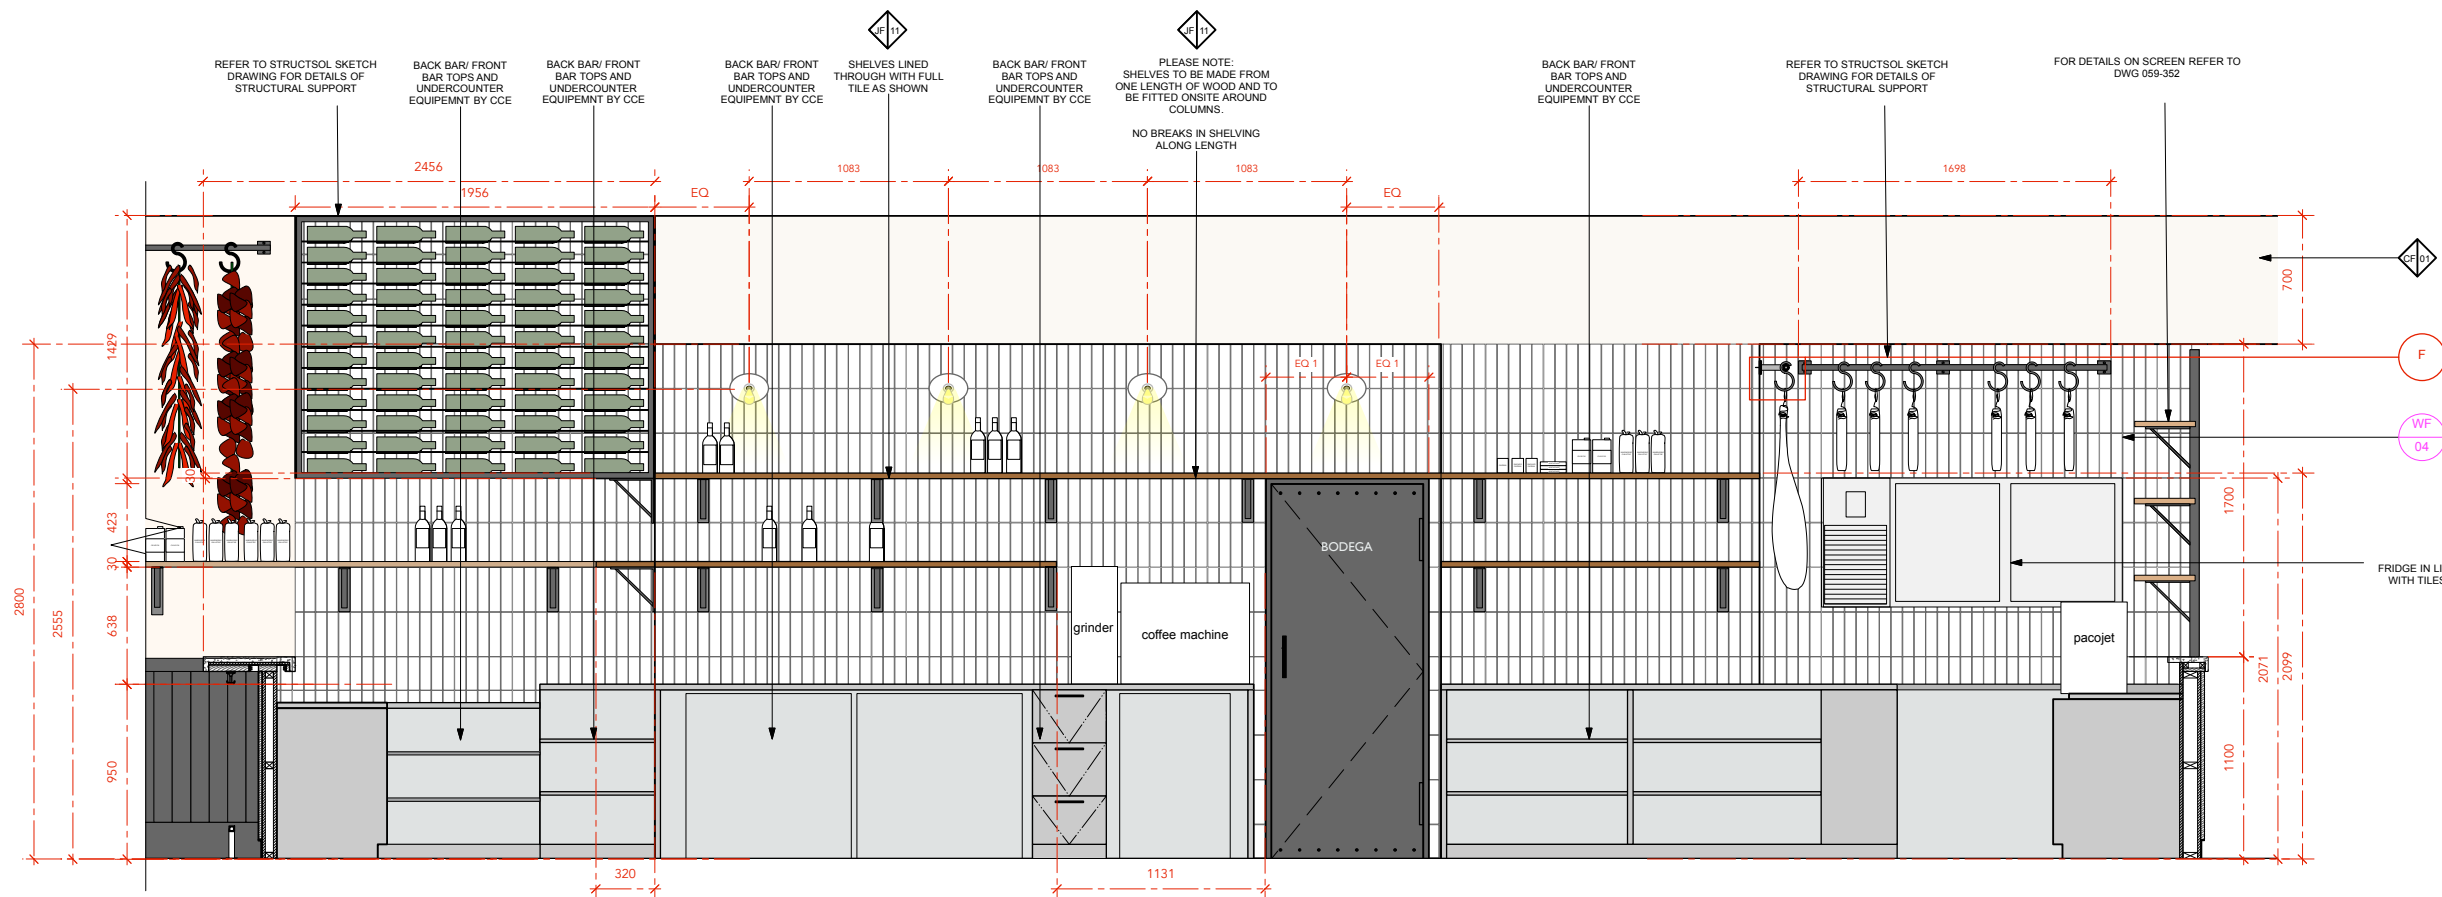 JF 11
JF 11
REFER TO STRUCTSOL SKETCH
DRAWING FOR DETAILS OF
STRUCTURAL SUPPORT
BACK BAR/ FRONT
BAR TOPS AND
UNDERCOUNTER
EQUIPEMNT BY CCE
BACK BAR/ FRONT
BAR TOPS AND
UNDERCOUNTER
EQUIPEMNT BY CCE
BACK BAR/ FRONT
BAR TOPS AND
UNDERCOUNTER
EQUIPEMNT BY CCE
SHELVES LINED
THROUGH WITH FULL
TILE AS SHOWN
BACK BAR/ FRONT
BAR TOPS AND
UNDERCOUNTER
EQUIPEMNT BY CCE
PLEASE NOTE:
SHELVES TO BE MADE FROM
ONE LENGTH OF WOOD AND TO
BE FITTED ONSITE AROUND
COLUMNS.
NO BREAKS IN SHELVING
ALONG LENGTH
BACK BAR/ FRONT
BAR TOPS AND
UNDERCOUNTER
EQUIPEMNT BY CCE
REFER TO STRUCTSOL SKETCH
DRAWING FOR DETAILS OF
STRUCTURAL SUPPORT
FOR DETAILS ON SCREEN REFER TO
DWG 059-352
2456
1083
1083
1083
1698
1956
EQ
EQ
CF 01
700
1429
F
EQ 1
EQ 1
WF
04
30
423
1700
BODEGA
30
FRIDGE IN LI
WITH TILES
2800
2555
638
grinder
coffee machine
pacojet
2071
2099
950
1100
320
1131